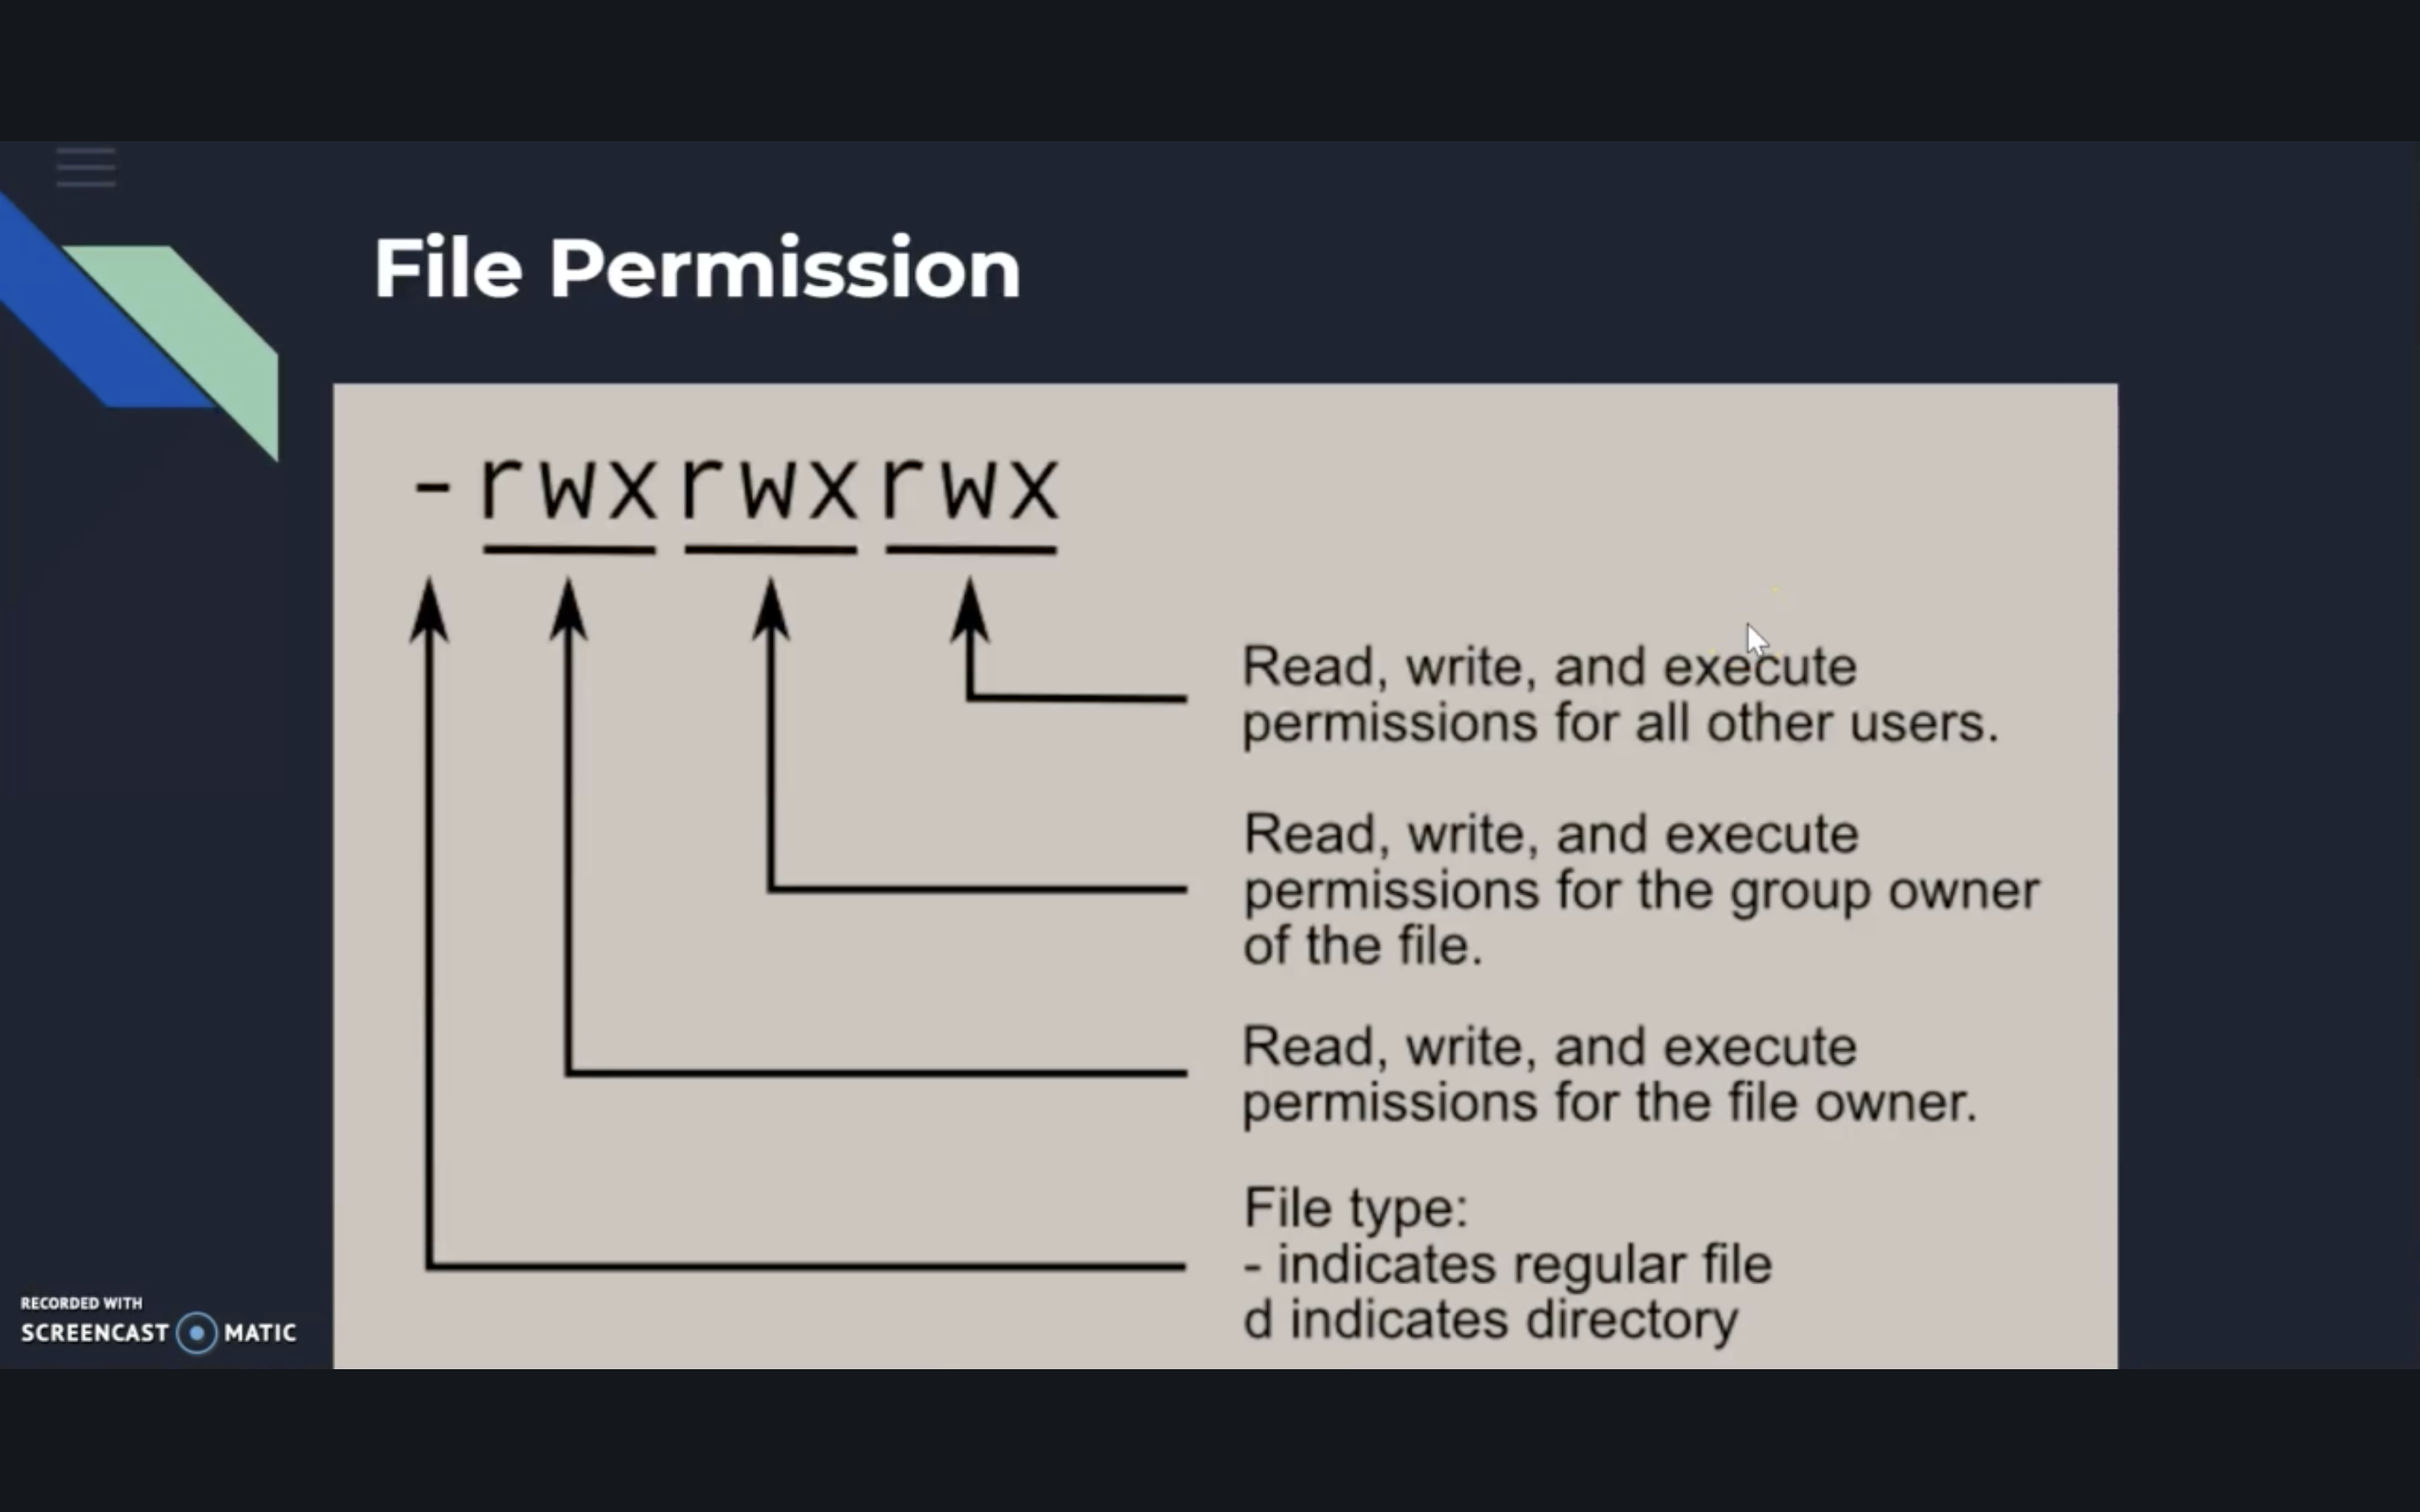 File Permission
-rwxrwxrwx
Read, write, and execute
permissions for all other users.
Read, write, and execute
permissions for the group owner
of the file.
Read, write, and execute
permissions for the file owner.
File type:
- indicates regular file
d indicates directory
RECORDED WITH
SCREENCAST MATIC